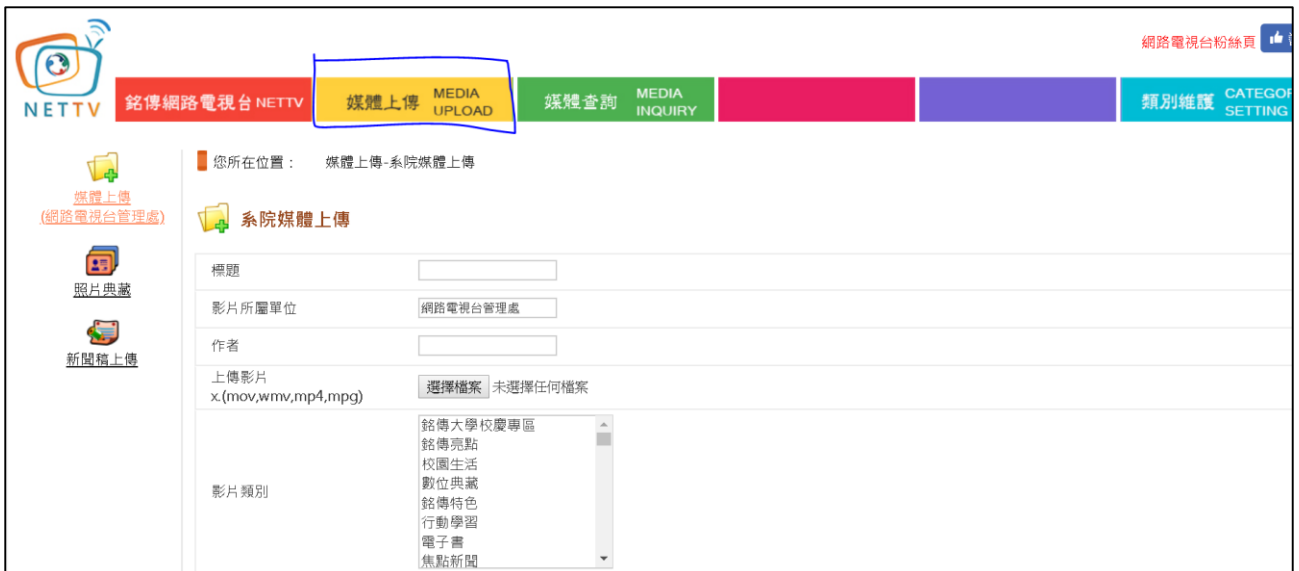 網路電視台粉絲頁
NETTV
銘傳網路電視台 NETTV
媒體上傳 MEDIA UPLOAD
媒體查詢 MEDIA INQUIRY
類別維護 CATEGOR SETTING
您所在位置： 媒體上傳-系院媒體上傳
媒體上傳
(網路電視台管理處)
照片典藏
新聞稿上傳
系院媒體上傳
標題
影片所屬單位 網路電視台管理處
作者
上傳影片
x.(mov,wmv,mp4,mpg)
選擇檔案 未選擇任何檔案
影片類別
銘傳大學校慶專區
銘傳亮點
校園生活
數位典藏
銘傳特色
行動學習
電子書
焦點新聞